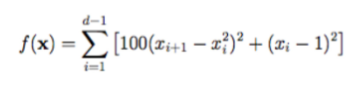 f(x) = \sum_{i=1}^{d-1} [100(x_{i+1} − x_i^2)^2 + (x_i − 1)^2]